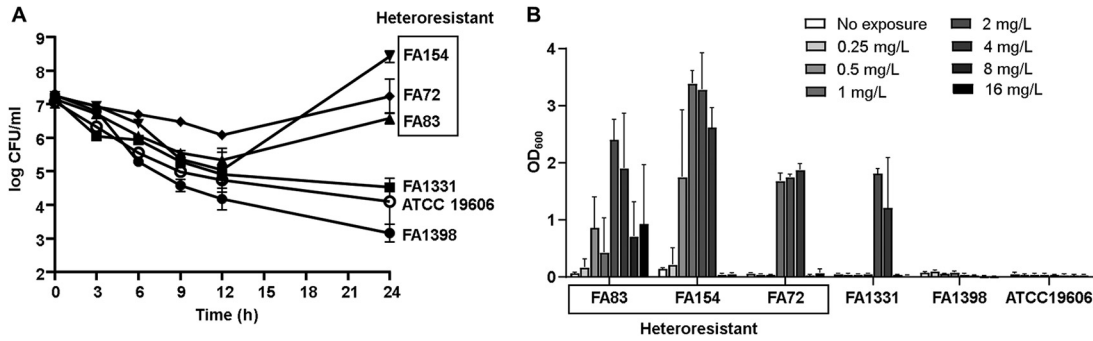 A
Heteroresistant
9
8
7
6
5
4
3
2
log CFU/ml
0 3 6 9 12 15 18 21 24
Time (h)
FA154
FA72
FA83
FA1331
ATCC 19606
FA1398
B
No exposure
0.25 mg/L
0.5 mg/L
1 mg/L
2 mg/L
4 mg/L
8 mg/L
16 mg/L
4
3
2
1
0
OD600
FA83 FA154 FA72 FA1331 FA1398 ATCC19606
Heteroresistant